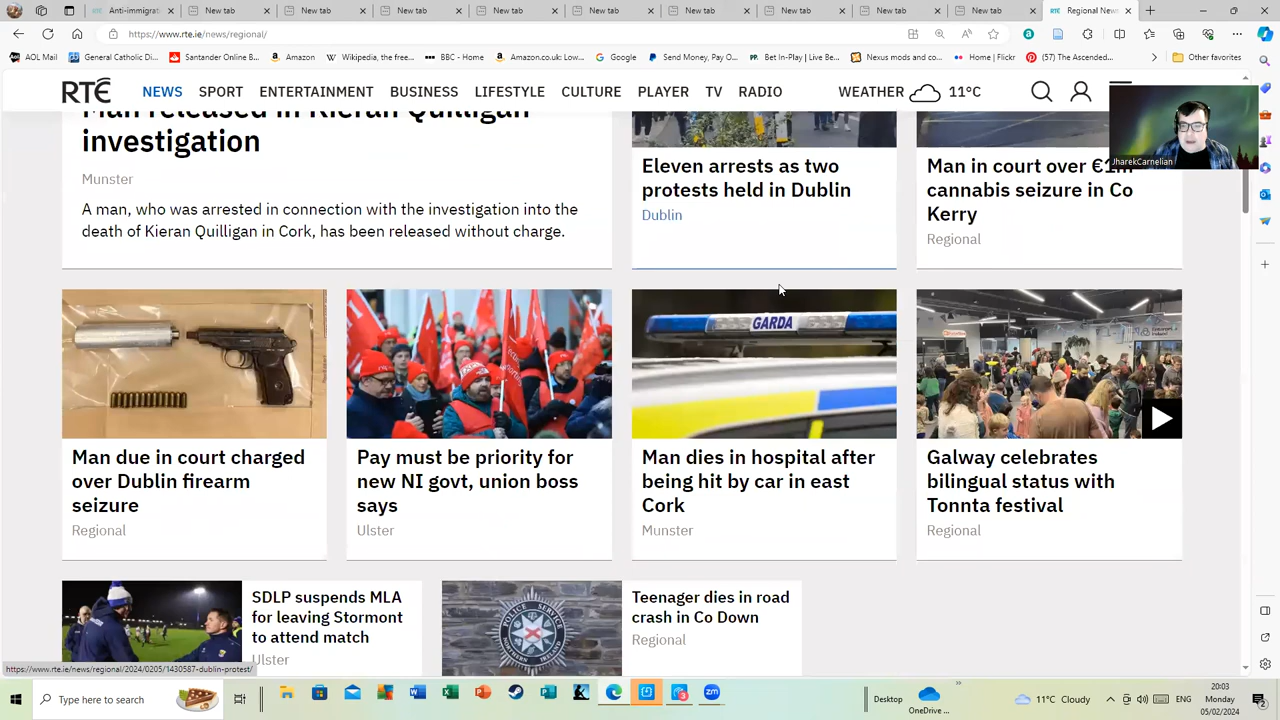 Anti-immigrat
New tab
New tab
New tab
New tab
New tab
New tab
New tab
New tab
New tab
Regional New
https://www.rte.ie/news/regional/
AOL Mail
General Catholic Di...
Santander Online B...
Amazon
Wikipedia, the free...
BBC - Home
Amazon.co.uk: Low...
Google
Send Money, Pay O...
Bet In-Play | Live Be...
Nexus mods and co...
Home | Flickr
(57) The Ascended...
Other favorites
RTÉ NEWS SPORT ENTERTAINMENT BUSINESS LIFESTYLE CULTURE PLAYER TV RADIO WEATHER 11°C
JharekCarnelian
Man released in Kieran Quilligan
investigation
Munster
A man, who was arrested in connection with the investigation into the
death of Kieran Quilligan in Cork, has been released without charge.
Eleven arrests as two
protests held in Dublin
Dublin
Man in court over €1m
cannabis seizure in Co
Kerry
Regional
GARDA
Man due in court charged
over Dublin firearm
seizure
Regional
Pay must be priority for
new NI govt, union boss
says
Ulster
Man dies in hospital after
being hit by car in east
Cork
Munster
Galway celebrates
bilingual status with
Tonnta festival
Regional
SDLP suspends MLA
for leaving Stormont
to attend match
Ulster
Teenager dies in road
crash in Co Down
Regional
https://www.rte.ie/news/regional/2024/0205/1430587-dublin-protest/
Type here to search
Desktop
OneDrive ...
11°C Cloudy
ENG
20:03
Monday
05/02/2024